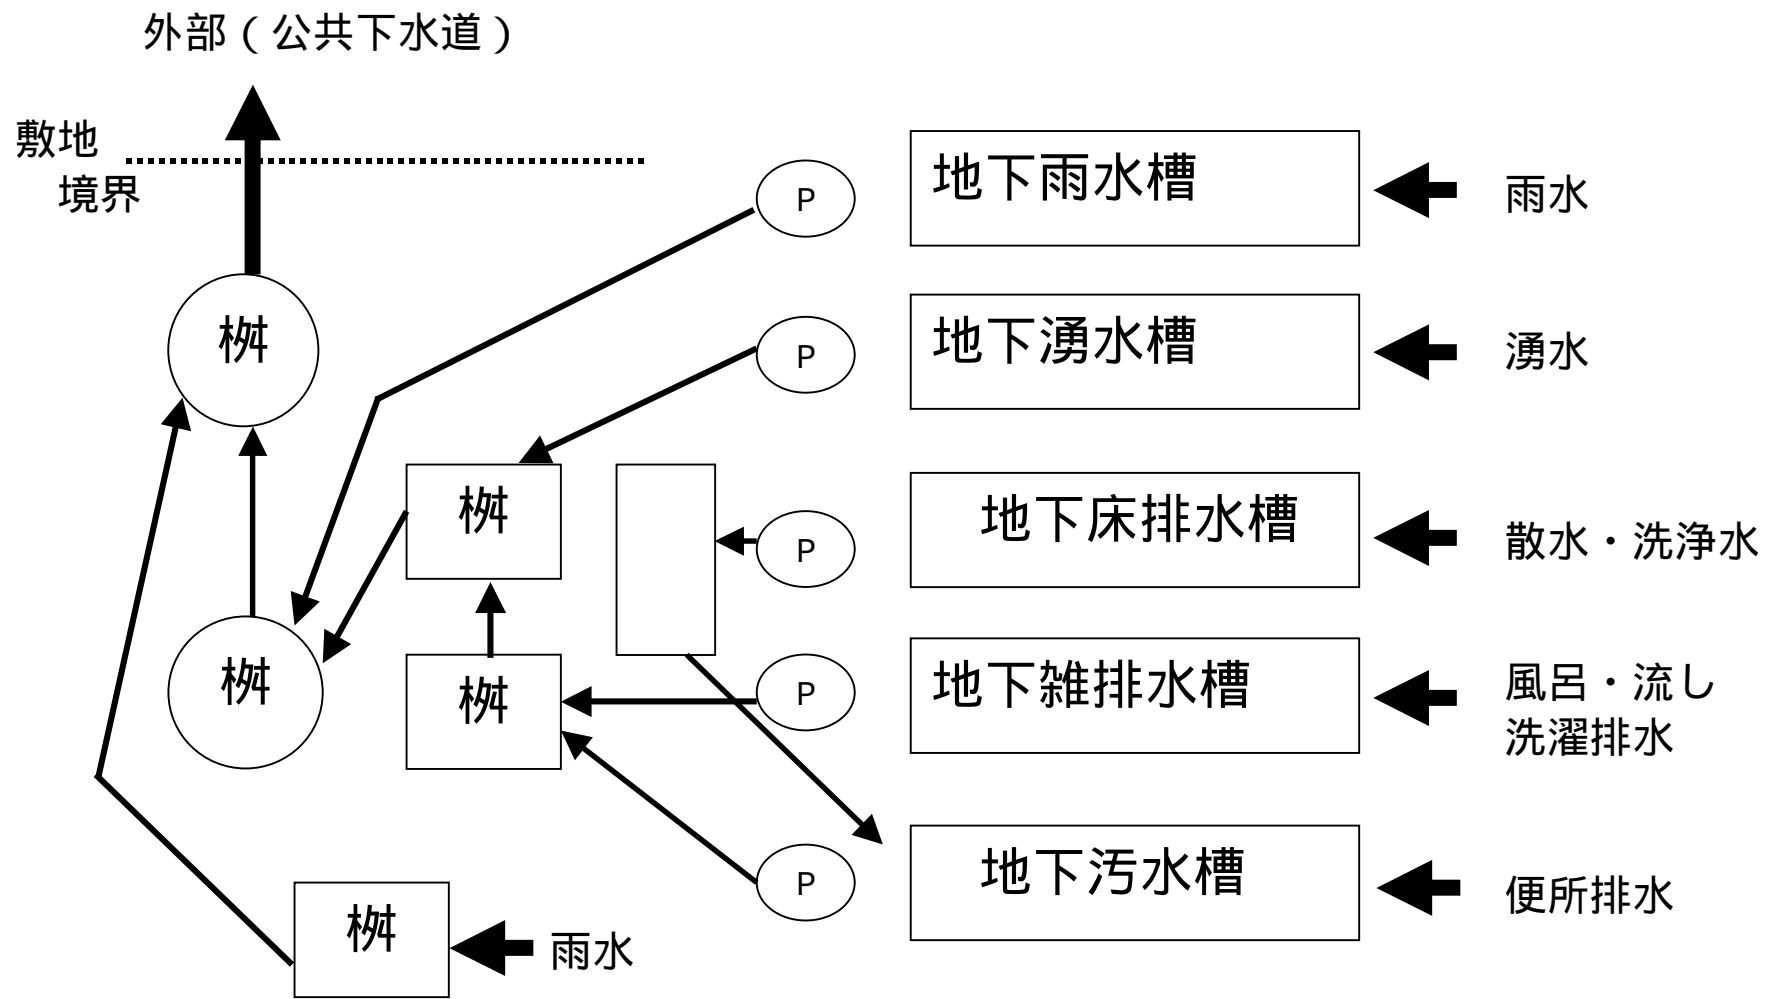 外部（公共下水道）
敷地
境界
P
地下雨水槽
雨水
桝
P
地下湧水槽
湧水
桝
P
地下床排水槽
散水・洗浄水
桝
桝
P
地下雑排水槽
風呂・流し
洗濯排水
P
地下汚水槽
便所排水
桝
雨水